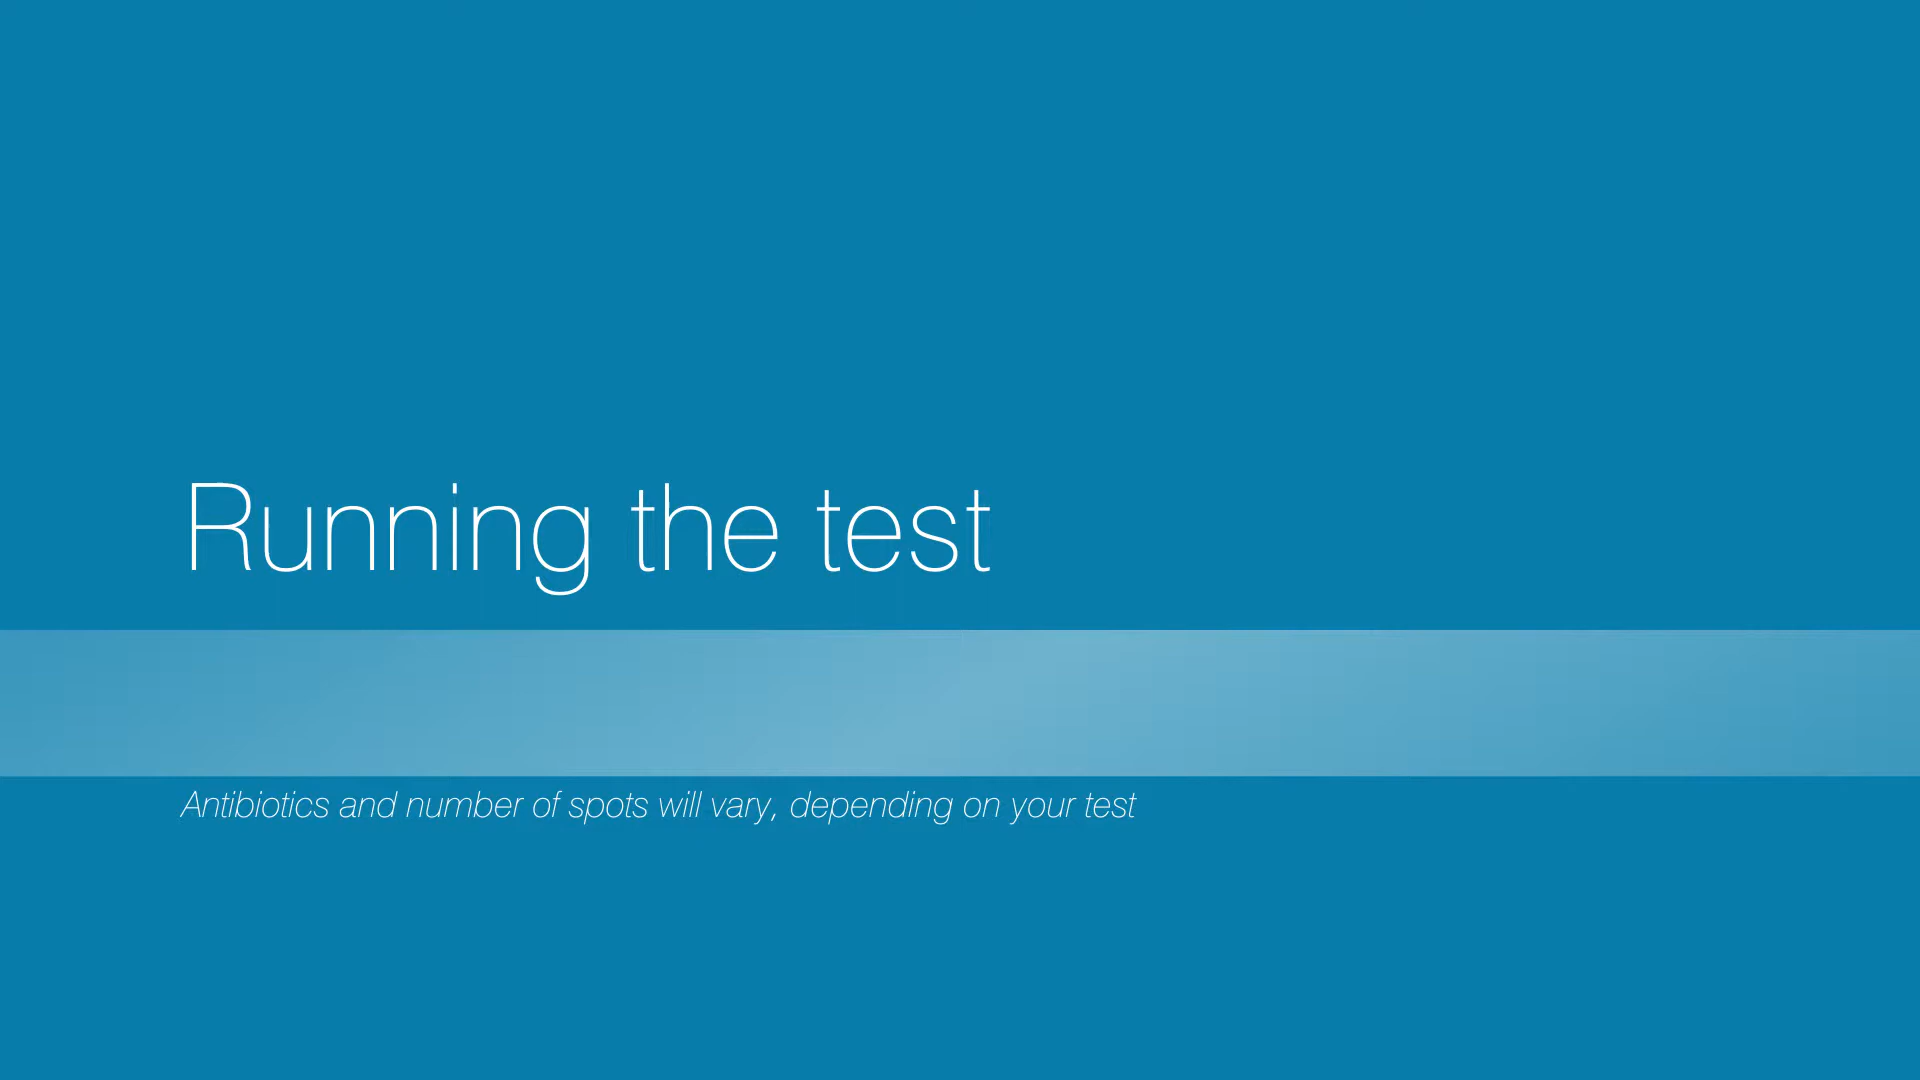 Running the test
Antibiotics and number of spots will vary, depending on your test